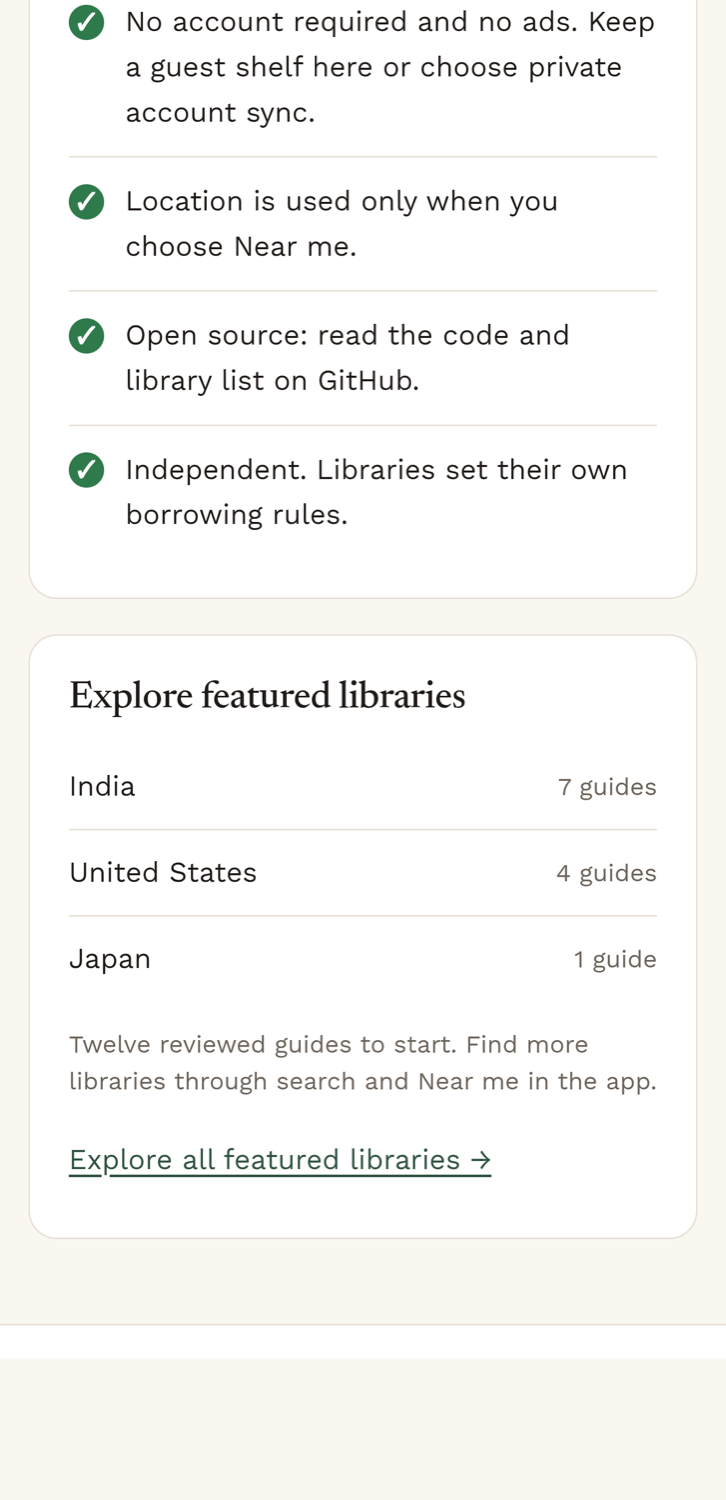 No account required and no ads. Keep
a guest shelf here or choose private
account sync.
Location is used only when you
choose Near me.
Open source: read the code and
library list on GitHub.
Independent. Libraries set their own
borrowing rules.
Explore featured libraries
India 7 guides
United States 4 guides
Japan 1 guide
Twelve reviewed guides to start. Find more
libraries through search and Near me in the app.
Explore all featured libraries →